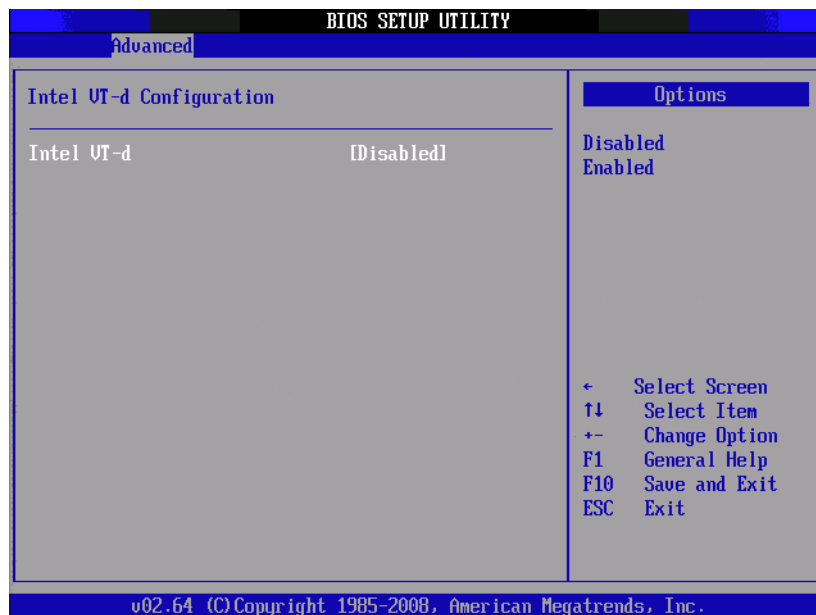 BIOS SETUP UTILITY
Advanced
Intel VT-d Configuration
Intel VT-d [Disabled]
Options
Disabled
Enabled
← Select Screen
↑↓ Select Item
+- Change Option
F1 General Help
F10 Save and Exit
ESC Exit
v02.64 (C)Copyright 1985-2008, American Megatrends, Inc.